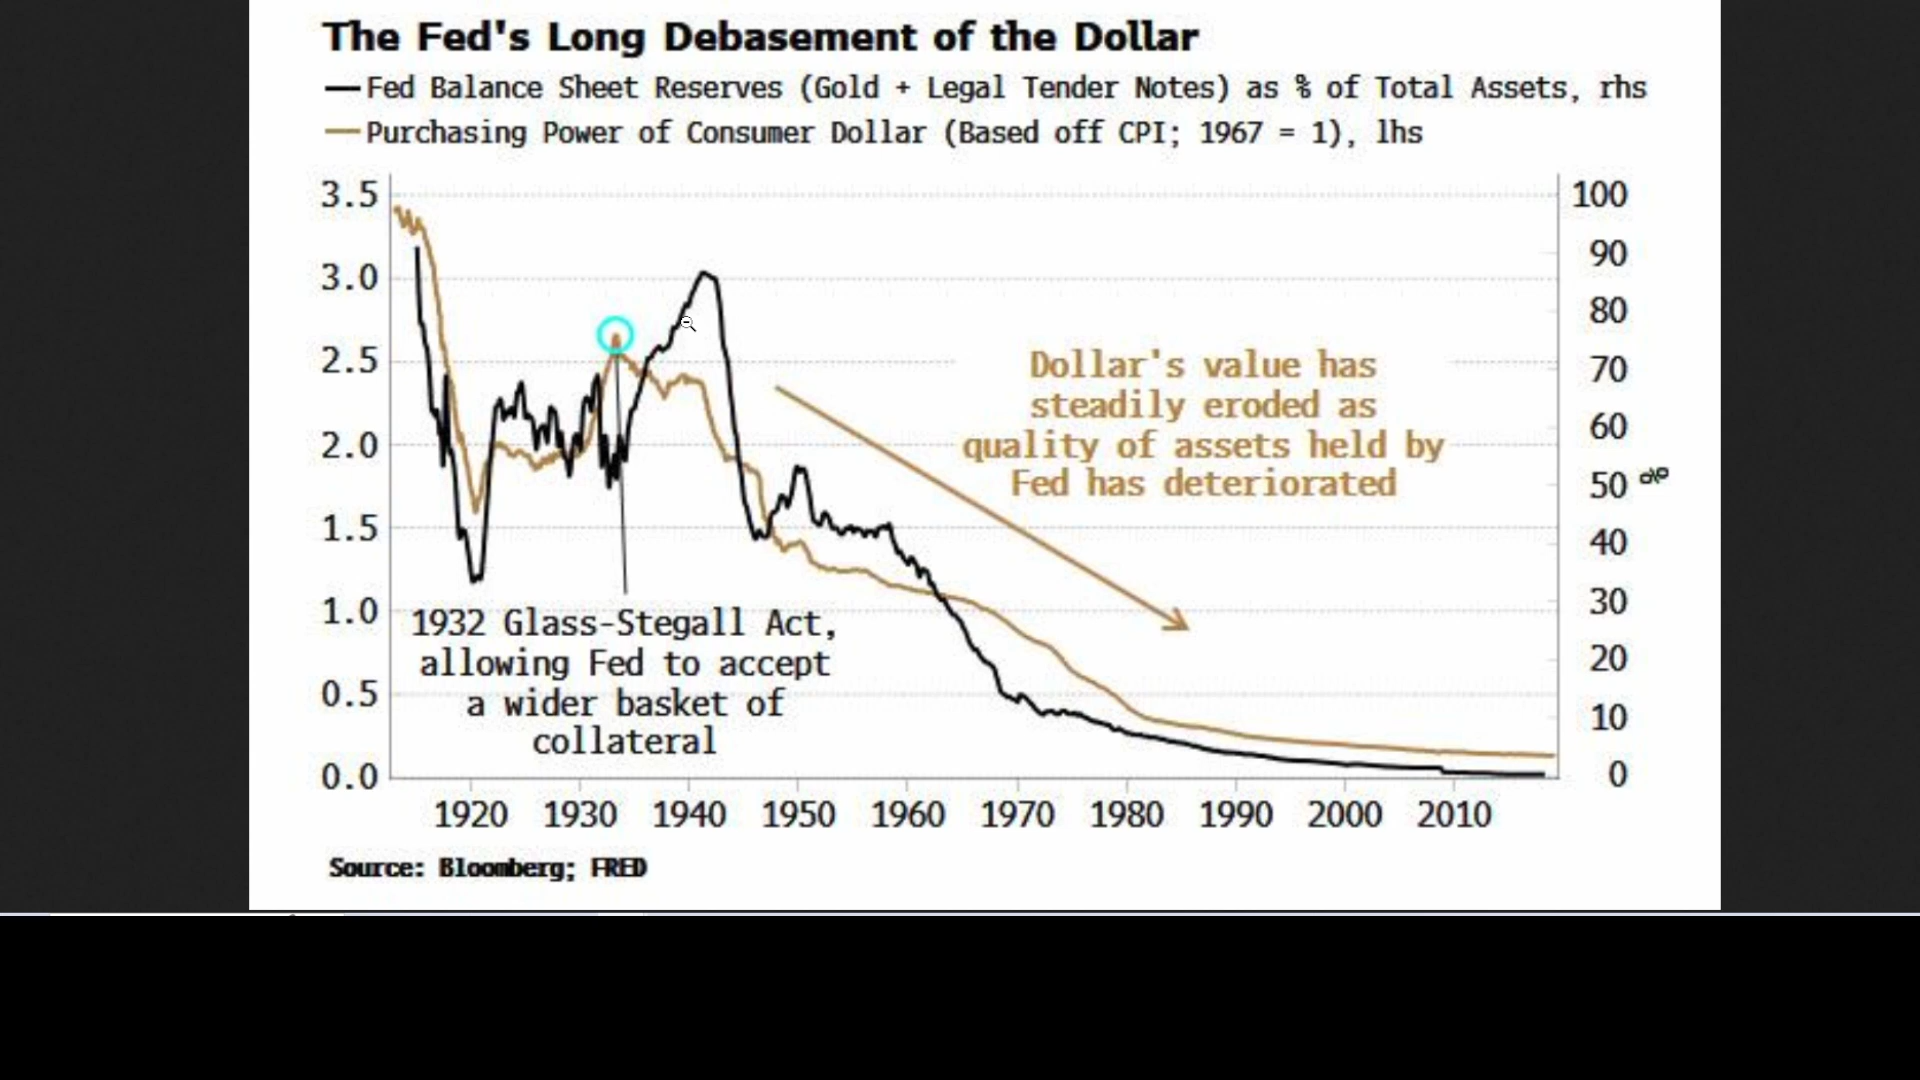 The Fed's Long Debasement of the Dollar
Fed Balance Sheet Reserves (Gold + Legal Tender Notes) as % of Total Assets, rhs
Purchasing Power of Consumer Dollar (Based off CPI; 1967 = 1), lhs
3.5
3.0
2.5
2.0
1.5
1.0
0.5
0.0
100
90
80
70
60
50
40
30
20
10
0
%
Dollar's value has
steadily eroded as
quality of assets held by
Fed has deteriorated
1932 Glass-Stegall Act,
allowing Fed to accept
a wider basket of
collateral
1920 1930 1940 1950 1960 1970 1980 1990 2000 2010
Source: Bloomberg; FRED